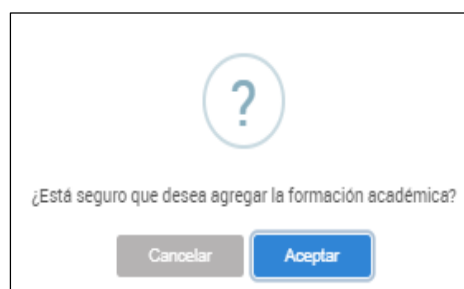 ?
¿Está seguro que desea agregar la formación académica?
Cancelar Aceptar